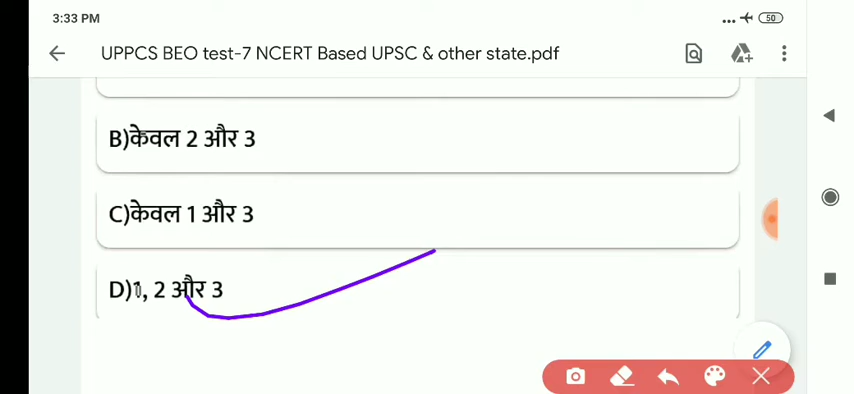 3:33 PM
50
UPPCS BEO test-7 NCERT Based UPSC & other state.pdf
B)केवल 2 और 3
C)केवल 1 और 3
D)1, 2 और 3